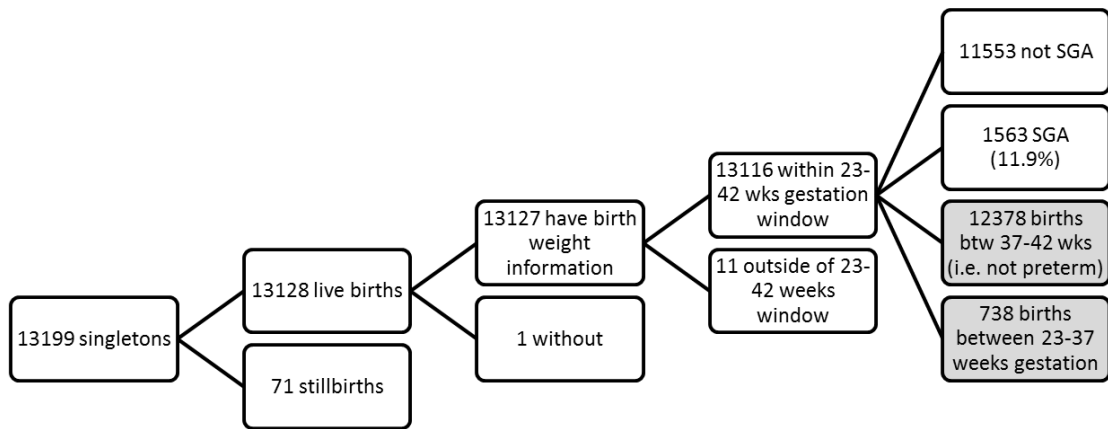 13199 singletons
13128 live births
71 stillbirths
13127 have birth
weight
information
1 without
13116 within 23-
42 wks gestation
window
11 outside of 23-
42 weeks
window
11553 not SGA
1563 SGA
(11.9%)
12378 births
btw 37-42 wks
(i.e. not preterm)
738 births
between 23-37
weeks gestation